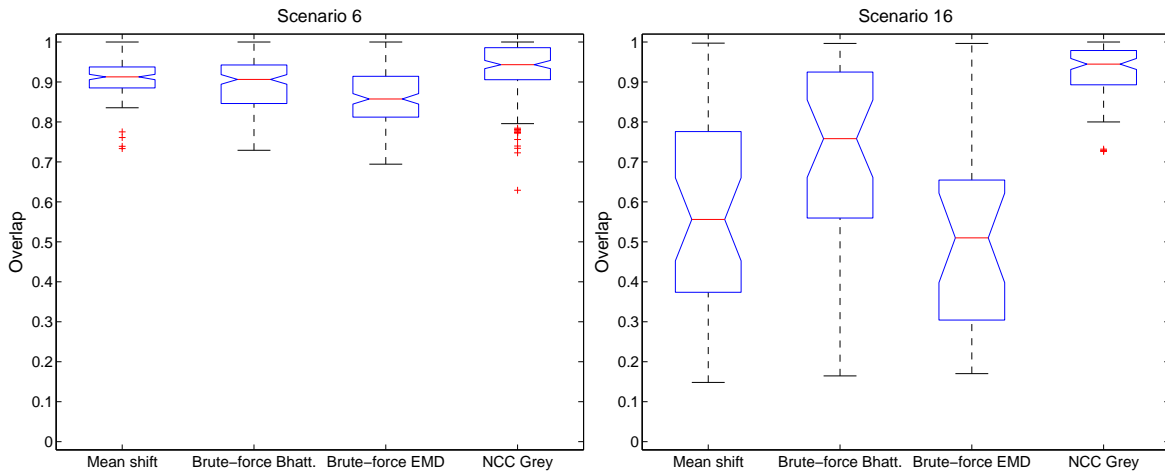 Scenario 6
1
0.9
0.8
0.7
0.6
0.5
0.4
0.3
0.2
0.1
0
Overlap
Mean shift
Brute−force Bhatt.
Brute−force EMD
NCC Grey
Scenario 16
1
0.9
0.8
0.7
0.6
0.5
0.4
0.3
0.2
0.1
0
Overlap
Mean shift
Brute−force Bhatt.
Brute−force EMD
NCC Grey